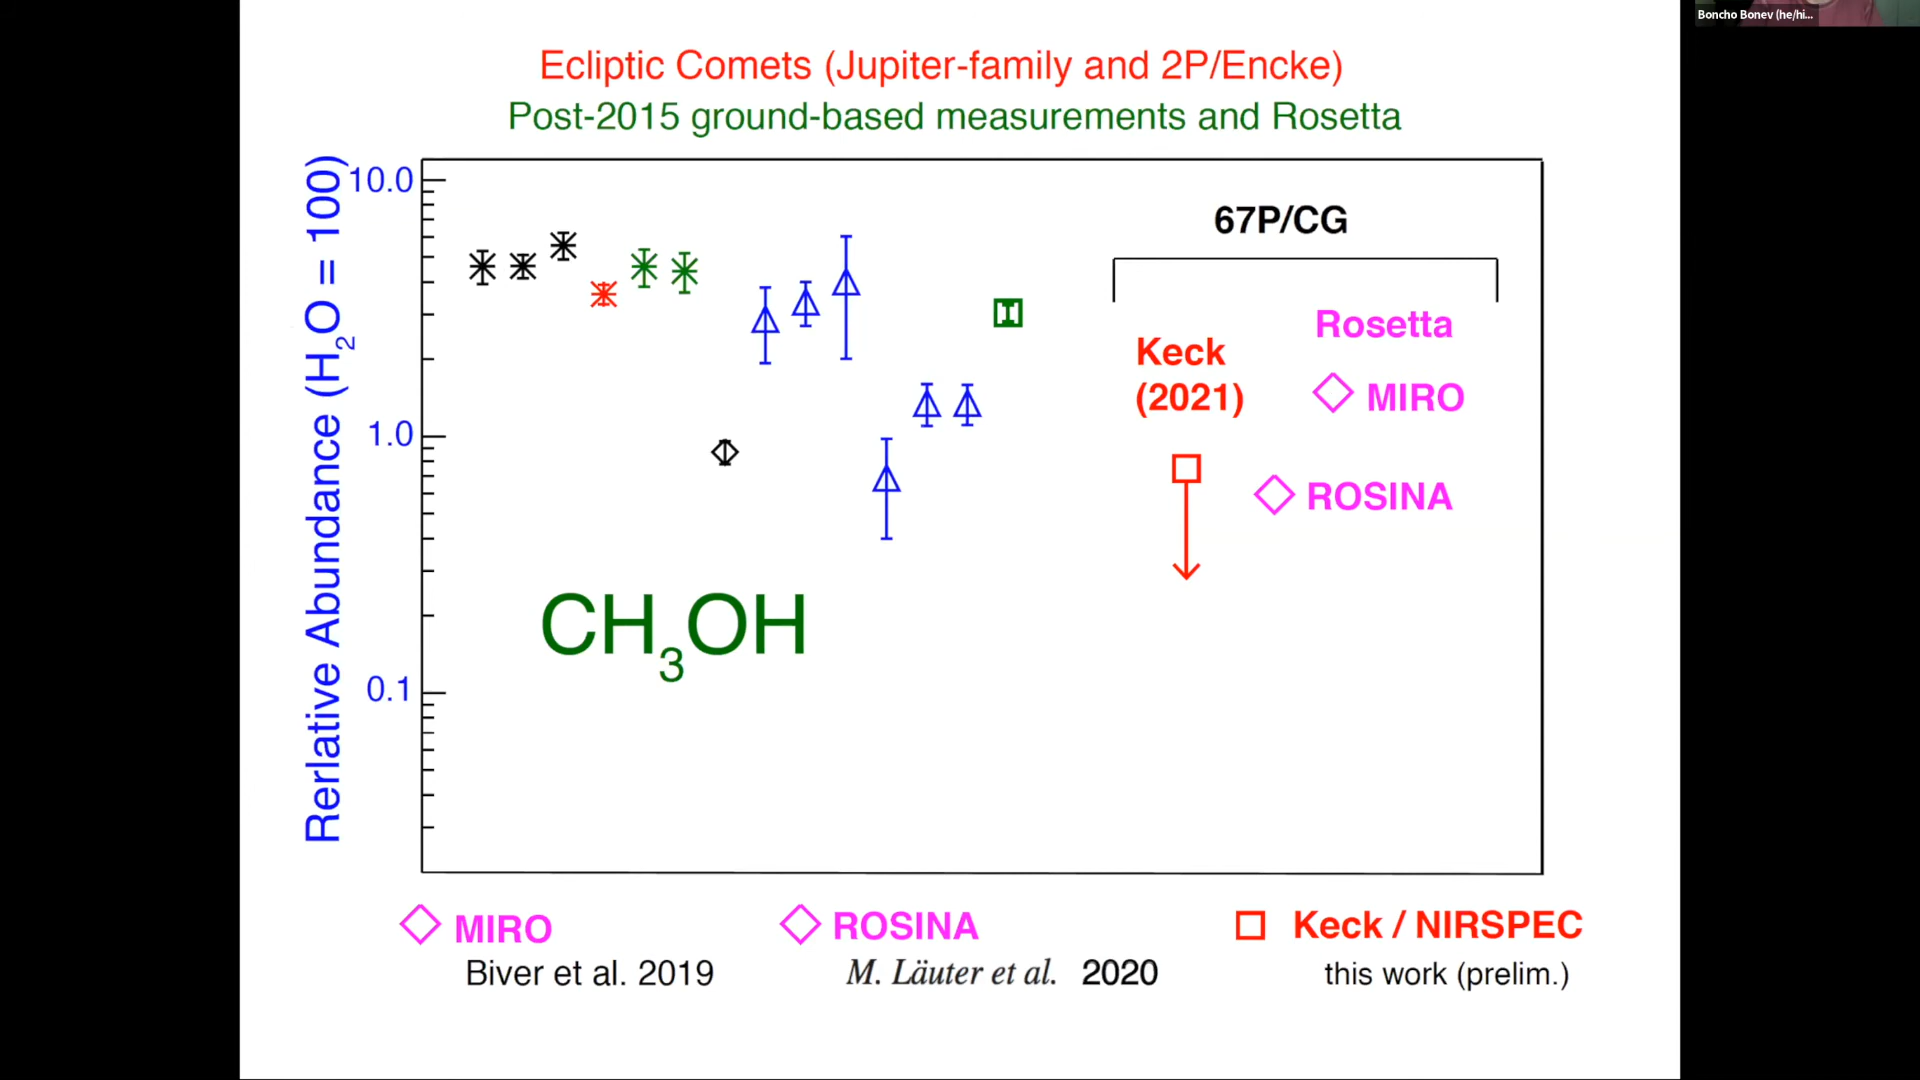 Boncho Bonev (he/hi...
Ecliptic Comets (Jupiter-family and 2P/Encke)
Post-2015 ground-based measurements and Rosetta
Rerlative Abundance (H2O = 100)
10.0
1.0
0.1
67P/CG
Rosetta
Keck
(2021)
MIRO
ROSINA
CH3OH
MIRO
Biver et al. 2019
ROSINA
M. Läuter et al. 2020
Keck / NIRSPEC
this work (prelim.)